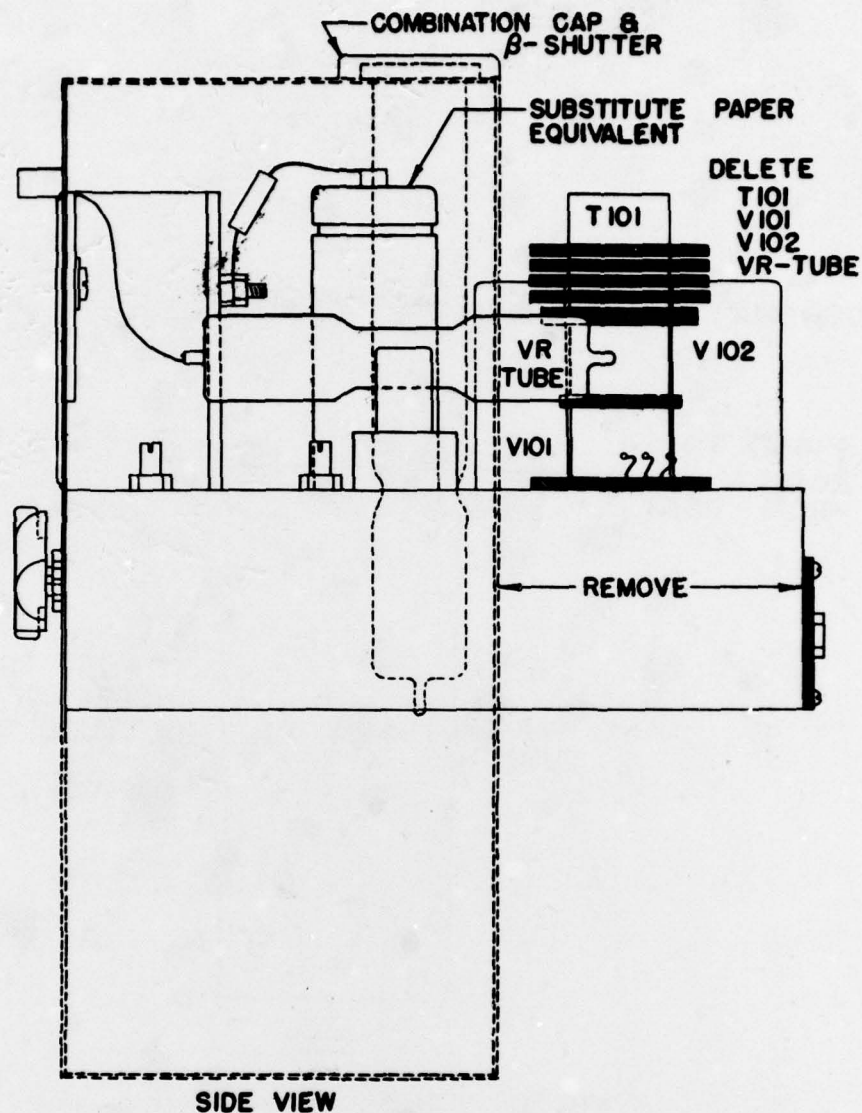 COMBINATION CAP &
β- SHUTTER
SUBSTITUTE PAPER
EQUIVALENT
DELETE
T101
V101
V102
VR-TUBE
T101
VR
TUBE
V102
V101
REMOVE
SIDE VIEW